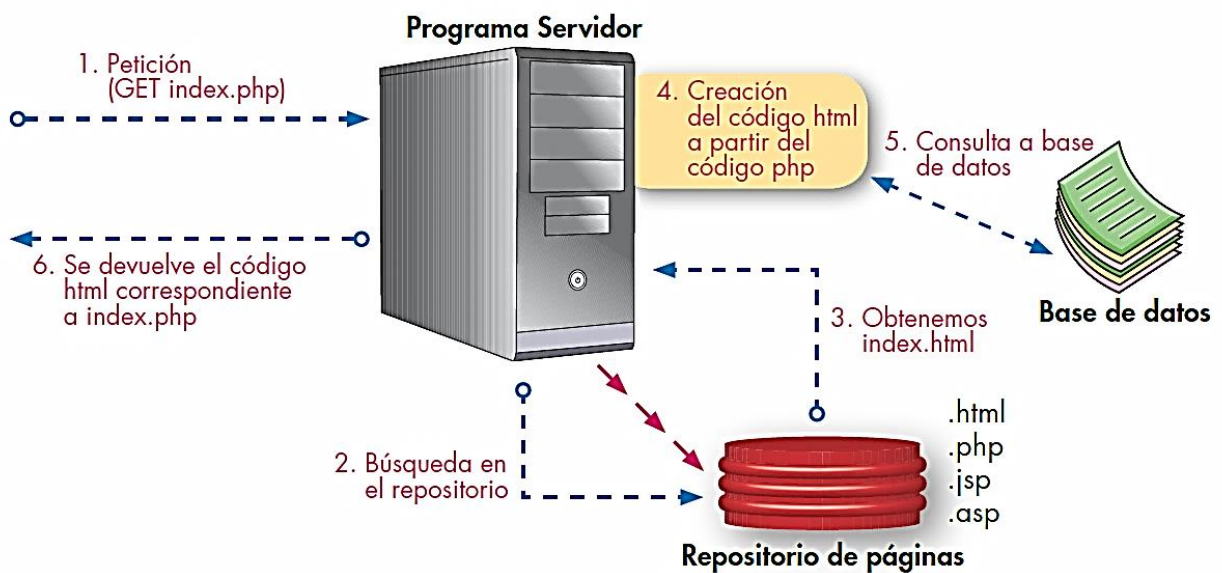 Programa Servidor
1. Petición
(GET index.php)
4. Creación
del código html
a partir del
código php
5. Consulta a base
de datos
6. Se devuelve el código
html correspondiente
a index.php
Base de datos
3. Obtenemos
index.html
2. Búsqueda en
el repositorio
.html
.php
.jsp
.asp
Repositorio de páginas